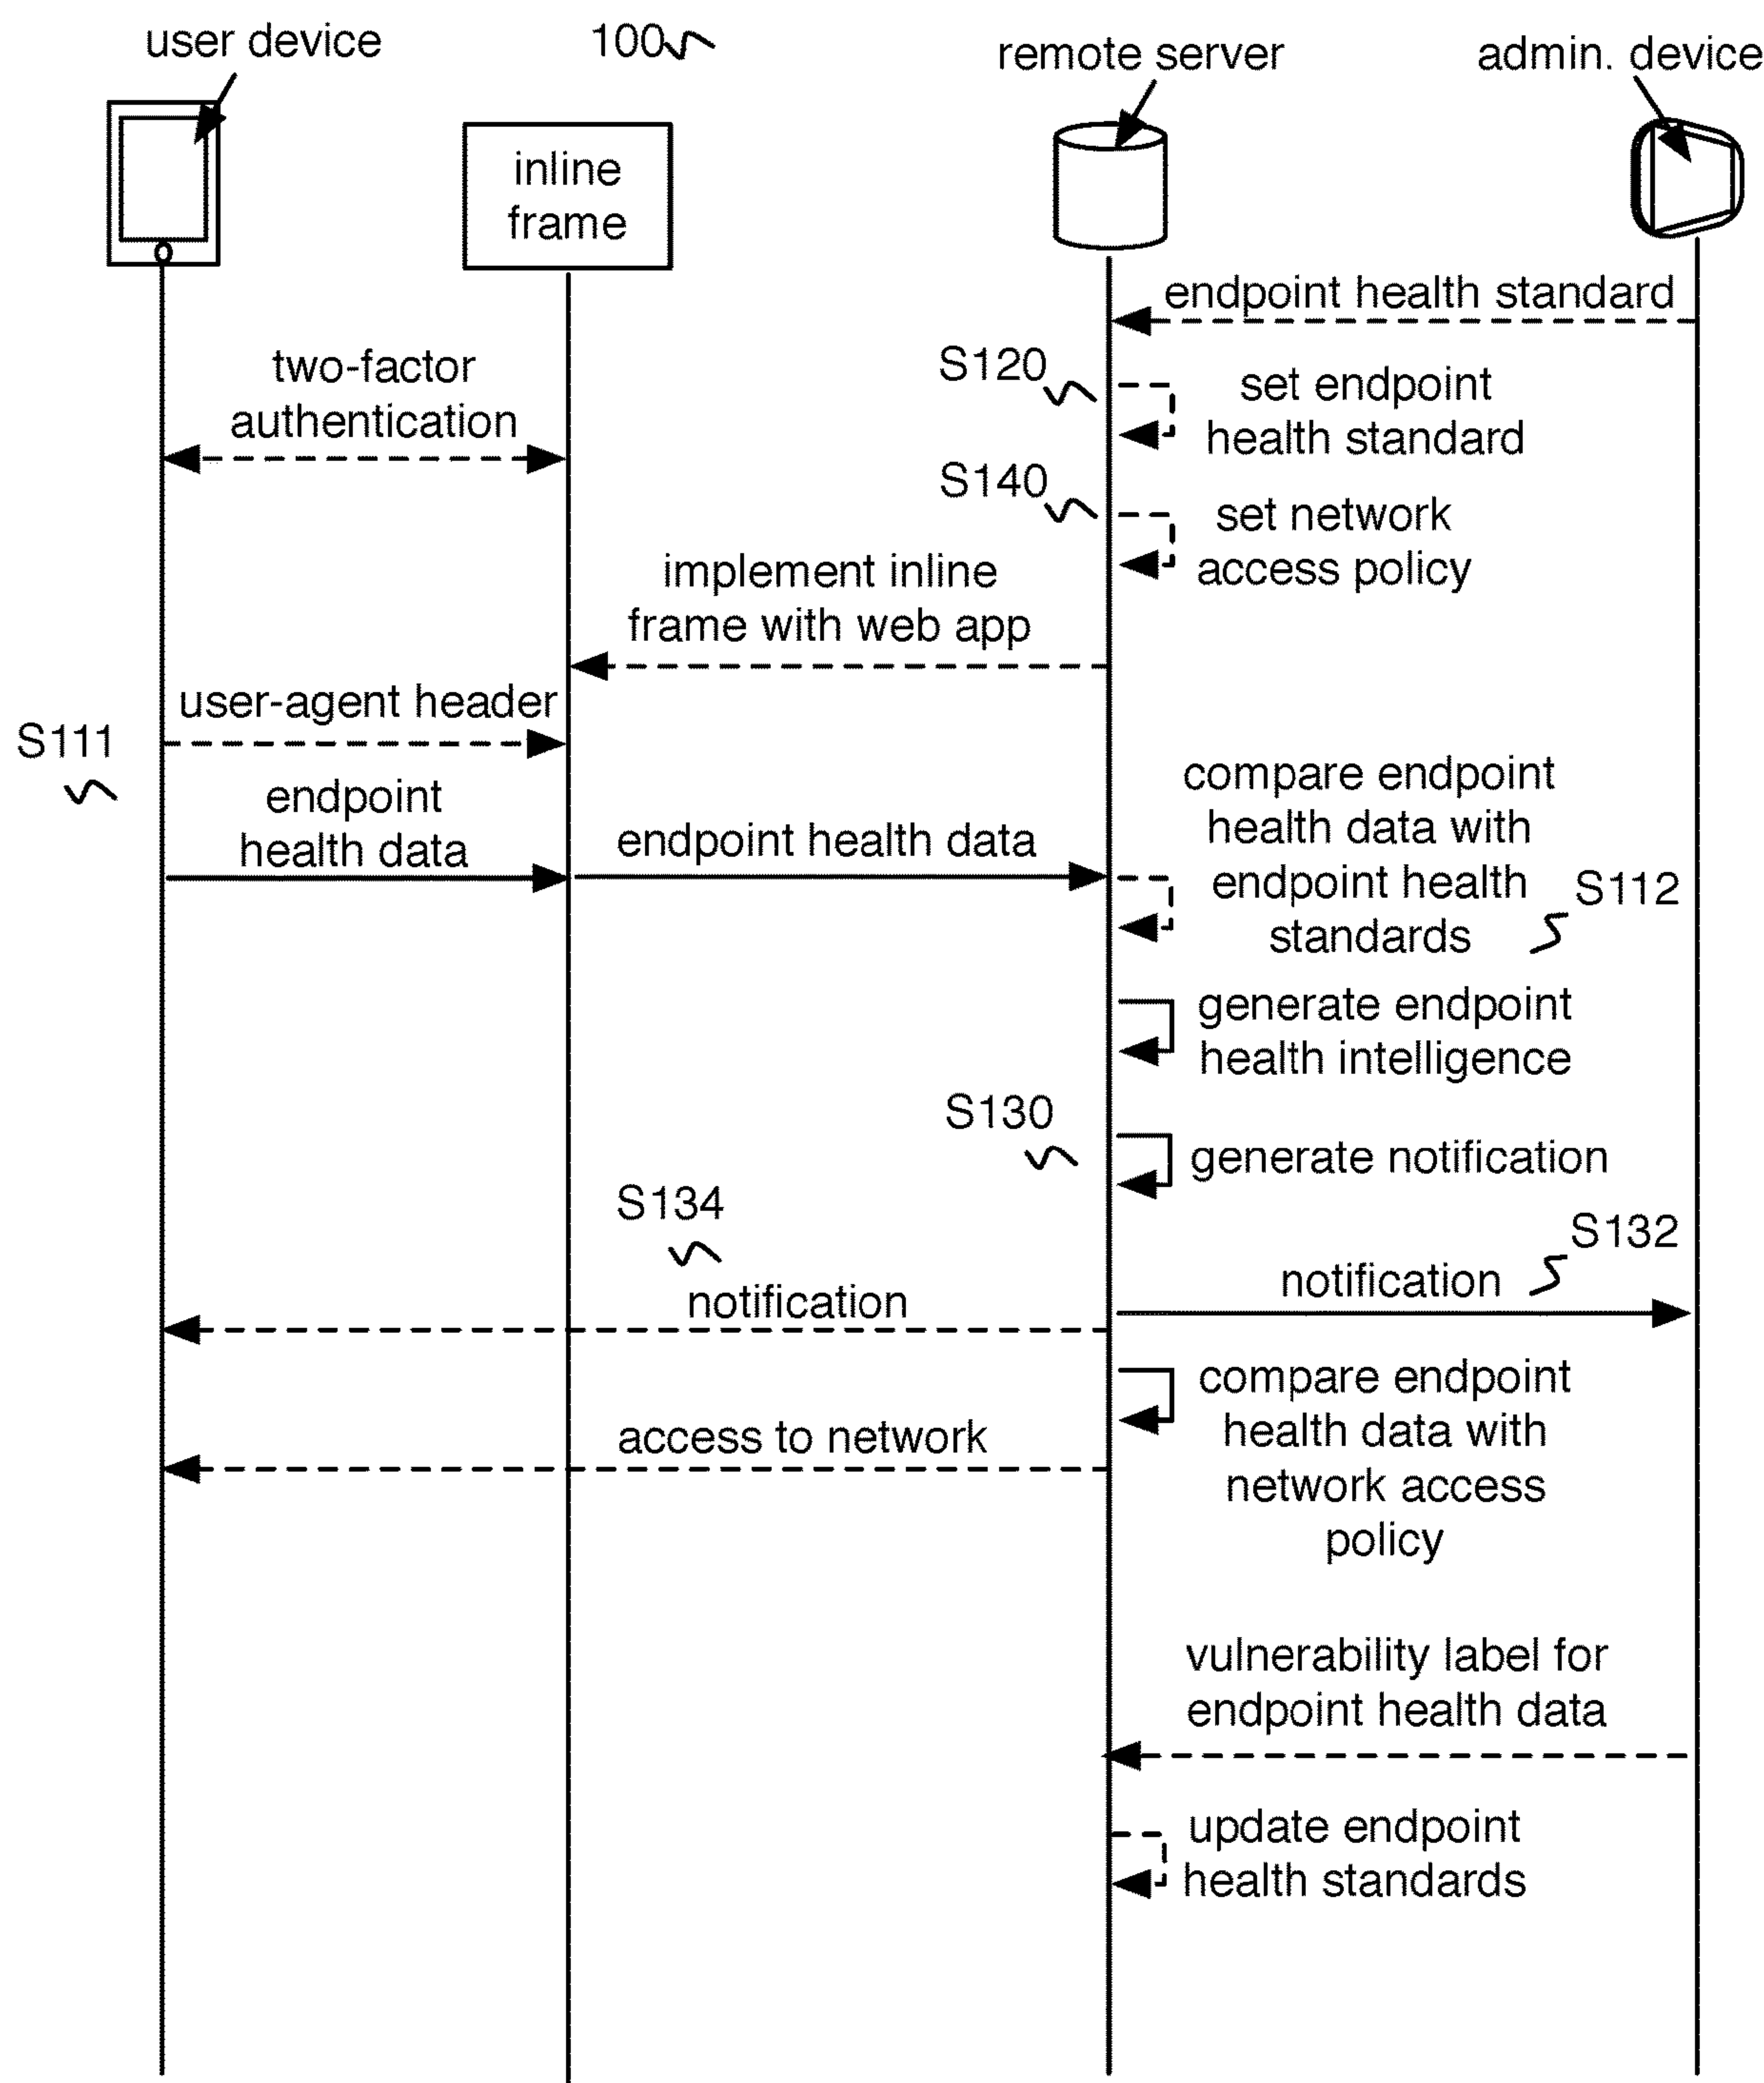 user device
100
remote server
admin. device
inline
frame
endpoint health standard
two-factor
authentication
S120
set endpoint
health standard
S140
set network
access policy
implement inline
frame with web app
user-agent header
S111
endpoint
health data
endpoint health data
compare endpoint
health data with
endpoint health
standards
S112
generate endpoint
health intelligence
S130
generate notification
S134
notification
S132
notification
compare endpoint
health data with
network access
policy
access to network
vulnerability label for
endpoint health data
update endpoint
health standards